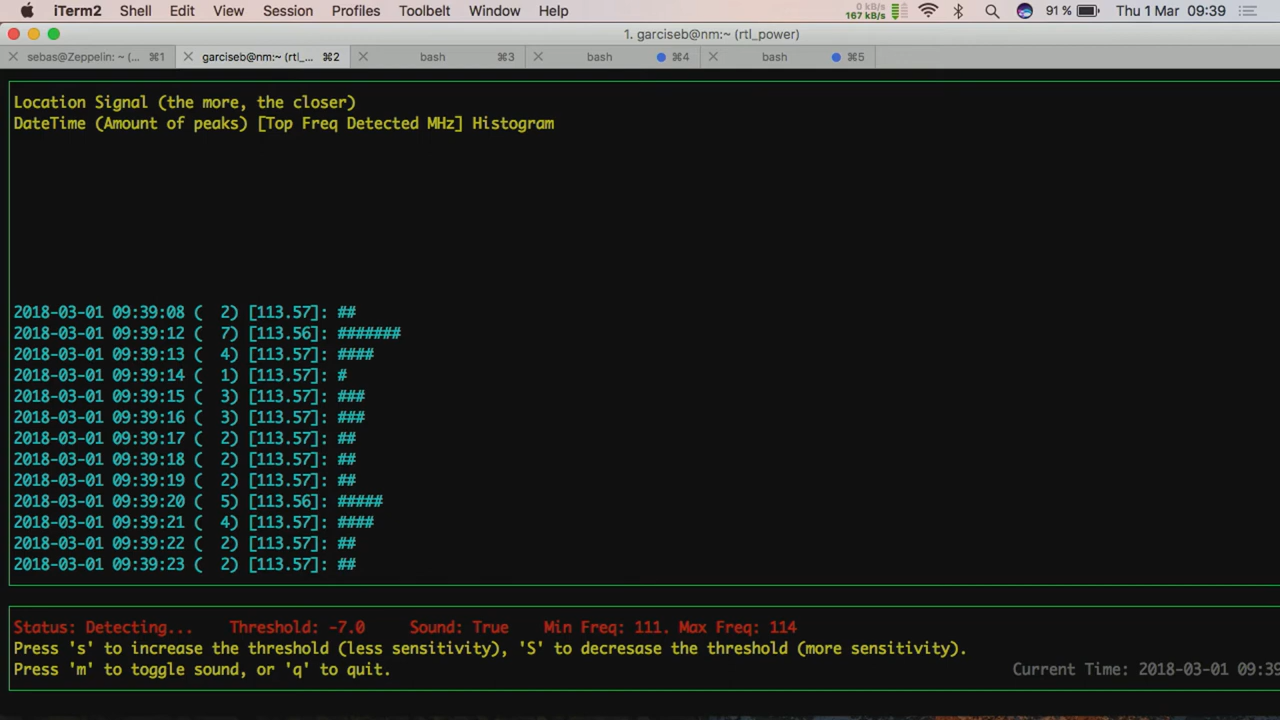 iTerm2 Shell Edit View Session Profiles Toolbelt Window Help 0 kB/s 167 kB/s 91 % Thu 1 Mar 09:39
1. garciseb@nm:~ (rtl_power)
sebas@Zeppelin: ~ (... ⌘1 garciseb@nm:~ (rtl_... ⌘2 bash ⌘3 bash ⌘4 bash ⌘5
Location Signal (the more, the closer)
DateTime (Amount of peaks) [Top Freq Detected MHz] Histogram
2018-03-01 09:39:08 (  2) [113.57]: ##
2018-03-01 09:39:12 (  7) [113.56]: #######
2018-03-01 09:39:13 (  4) [113.57]: ####
2018-03-01 09:39:14 (  1) [113.57]: #
2018-03-01 09:39:15 (  3) [113.57]: ###
2018-03-01 09:39:16 (  3) [113.57]: ###
2018-03-01 09:39:17 (  2) [113.57]: ##
2018-03-01 09:39:18 (  2) [113.57]: ##
2018-03-01 09:39:19 (  2) [113.57]: ##
2018-03-01 09:39:20 (  5) [113.56]: #####
2018-03-01 09:39:21 (  4) [113.57]: ####
2018-03-01 09:39:22 (  2) [113.57]: ##
2018-03-01 09:39:23 (  2) [113.57]: ##
Status: Detecting... Threshold: -7.0 Sound: True Min Freq: 111. Max Freq: 114
Press 's' to increase the threshold (less sensitivity), 'S' to decresase the threshold (more sensitivity).
Press 'm' to toggle sound, or 'q' to quit. Current Time: 2018-03-01 09:39